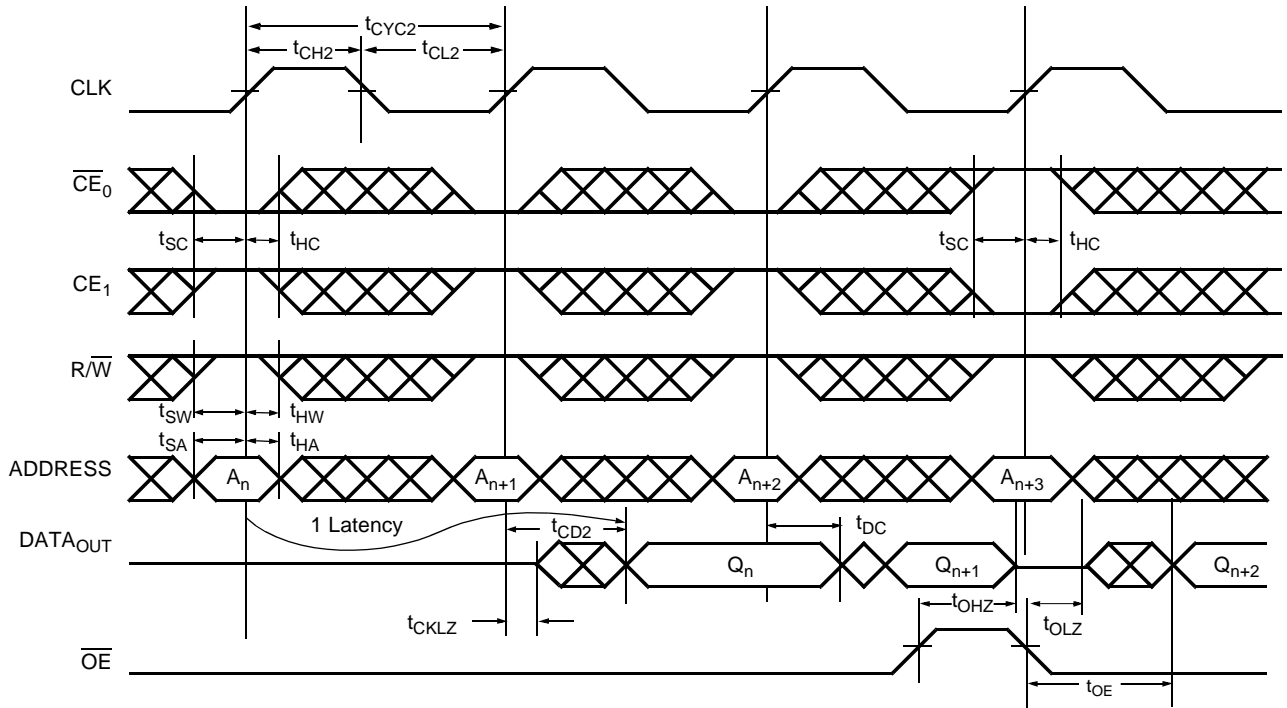 tCYC2
tCH2 tCL2
CLK
CE0
tSC tHC tSC tHC
CE1
R/W
tSW tHW
tSA tHA
ADDRESS An An+1 An+2 An+3
1 Latency tCD2 tDC
DATAOUT Qn Qn+1 Qn+2
tCKLZ tOHZ tOLZ
OE
tOE